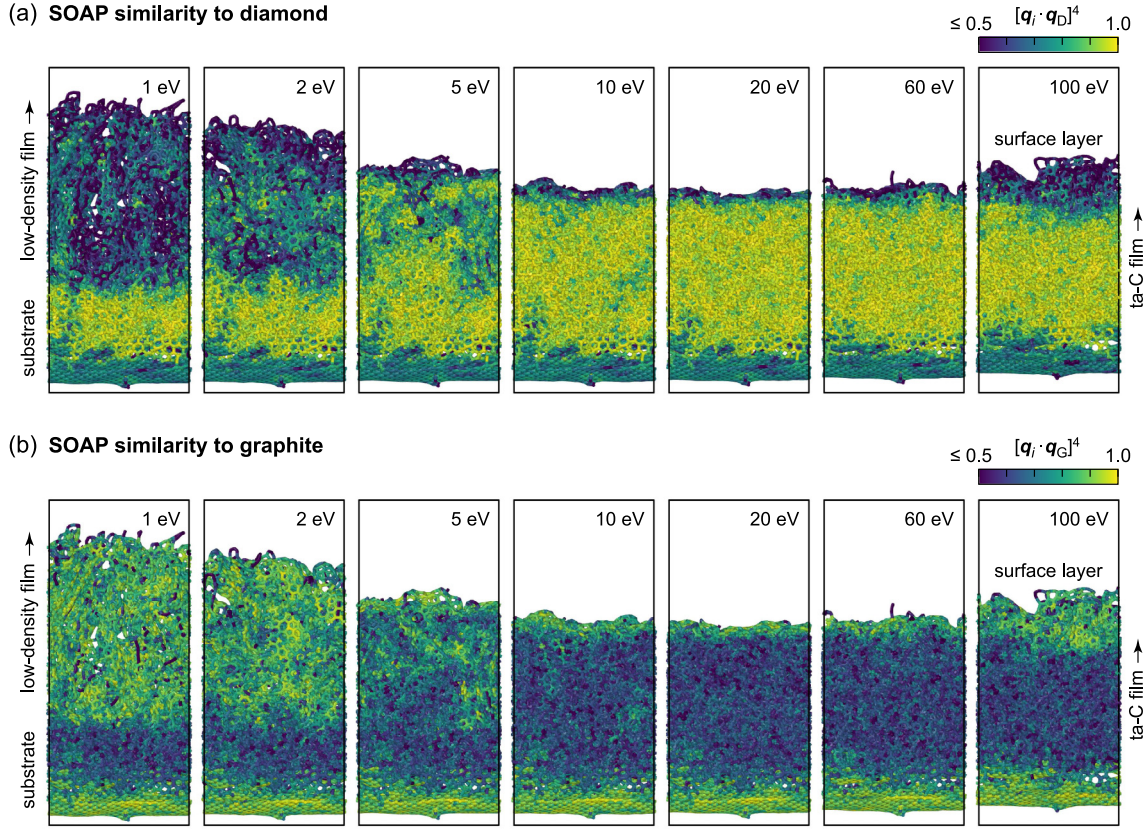 (a) SOAP similarity to diamond
≤ 0.5 [qᵢ · q_D]⁴ 1.0
1 eV 2 eV 5 eV 10 eV 20 eV 60 eV 100 eV
surface layer
low-density film →
substrate
ta-C film →
(b) SOAP similarity to graphite
≤ 0.5 [qᵢ · q_G]⁴ 1.0
1 eV 2 eV 5 eV 10 eV 20 eV 60 eV 100 eV
surface layer
low-density film →
substrate
ta-C film →